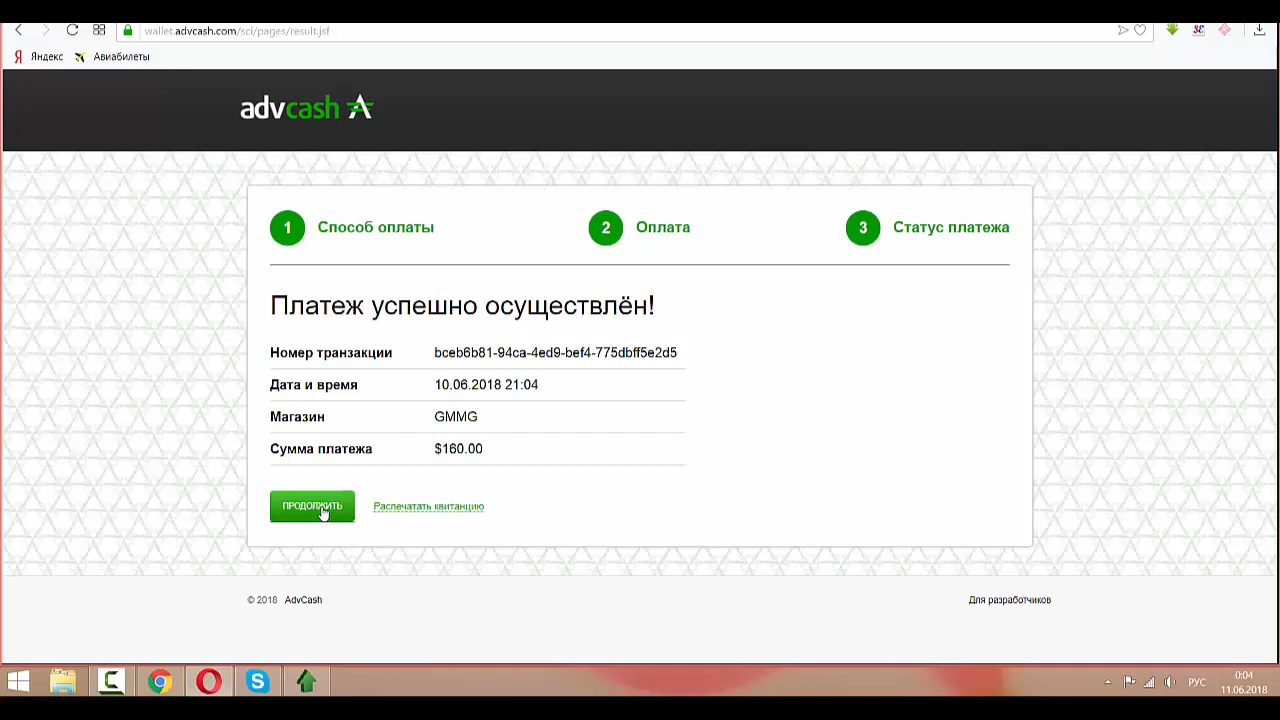 wallet.advcash.com/sci/pages/result.jsf
Яндекс Авиабилеты
advcash
1 Способ оплаты 2 Оплата 3 Статус платежа
Платеж успешно осуществлён!
Номер транзакции bceb6b81-94ca-4ed9-bef4-775dbff5e2d5
Дата и время 10.06.2018 21:04
Магазин GMMG
Сумма платежа $160.00
ПРОДОЛЖИТЬ Распечатать квитанцию
© 2018 AdvCash Для разработчиков
РУС 0:04
11.06.2018